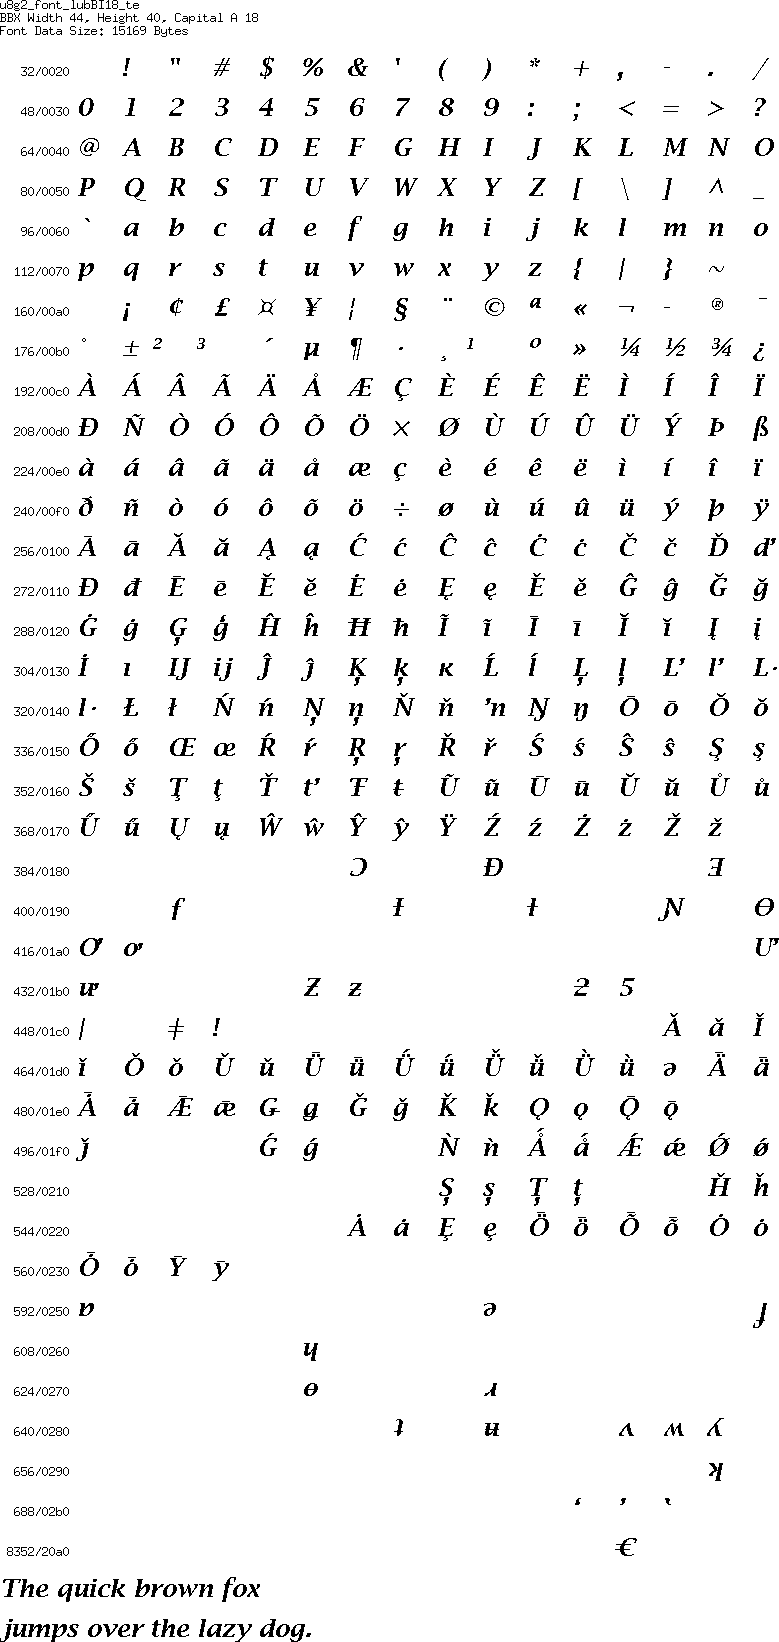 u8g2_font_lubBI18_te
BBX Width 44, Height 40, Capital A 18
Font Data Size: 15169 Bytes
32/0020 ! " # $ % & ' ( ) * + , - . /
48/0030 0 1 2 3 4 5 6 7 8 9 : ; < = > ?
64/0040 @ A B C D E F G H I J K L M N O
80/0050 P Q R S T U V W X Y Z [ \ ] ^ _
96/0060 ` a b c d e f g h i j k l m n o
112/0070 p q r s t u v w x y z { | } ~
160/00a0 ¡ ¢ £ ¤ ¥ ¦ § ¨ © ª « ¬ - ® ¯
176/00b0 ° ± ² ³ ´ µ ¶ · ¸ ¹ º » ¼ ½ ¾ ¿
192/00c0 À Á Â Ã Ä Å Æ Ç È É Ê Ë Ì Í Î Ï
208/00d0 Ð Ñ Ò Ó Ô Õ Ö × Ø Ù Ú Û Ü Ý Þ ß
224/00e0 à á â ã ä å æ ç è é ê ë ì í î ï
240/00f0 ð ñ ò ó ô õ ö ÷ ø ù ú û ü ý þ ÿ
256/0100 Ā ā Ă ă Ą ą Ć ć Ĉ ĉ Ċ ċ Č č Ď ď
272/0110 Đ đ Ē ē Ĕ ĕ Ė ė Ę ę Ě ě Ĝ ĝ Ğ ğ
288/0120 Ġ ġ Ģ ģ Ĥ ĥ Ħ ħ Ĩ ĩ Ī ī Ĭ ĭ Į į
304/0130 İ ı Ĳ ĳ Ĵ ĵ Ķ ķ ĸ Ĺ ĺ Ļ ļ Ľ ľ Ŀ
320/0140 ŀ Ł ł Ń ń Ņ ņ Ň ň ŉ Ŋ ŋ Ō ō Ŏ ŏ
336/0150 Ő ő Œ œ Ŕ ŕ Ŗ ŗ Ř ř Ś ś Ŝ ŝ Ş ş
352/0160 Š š Ţ ţ Ť ť Ŧ ŧ Ũ ũ Ū ū Ŭ ŭ Ů ů
368/0170 Ű ű Ų ų Ŵ ŵ Ŷ ŷ Ÿ Ź ź Ż ż Ž ž
384/0180 Ɔ Ɖ Ǝ
400/0190 ƒ Ɨ ƚ Ɲ Ɵ
416/01a0 Ơ ơ Ư
432/01b0 ư Ƶ ƶ ƻ Ƽ
448/01c0 ǀ ǂ ǃ Ǎ ǎ Ǐ
464/01d0 ǐ Ǒ ǒ Ǔ ǔ Ǖ ǖ Ǘ ǘ Ǚ ǚ Ǜ ǜ ǝ Ǟ ǟ
480/01e0 Ǡ ǡ Ǣ ǣ Ǥ ǥ Ǧ ǧ Ǩ ǩ Ǫ ǫ Ǭ ǭ
496/01f0 ǰ Ǵ ǵ Ǹ ǹ Ǻ ǻ Ǽ ǽ Ǿ ǿ
528/0210 Ș ș Ț ț Ȟ ȟ
544/0220 Ȧ ȧ Ȩ ȩ Ȫ ȫ Ȭ ȭ Ȯ ȯ
560/0230 Ȱ ȱ Ȳ ȳ
592/0250 ɐ ə ɟ
608/0260 ɥ
624/0270 ɵ ɹ
640/0280 ʇ ʉ ʌ ʍ ʎ
656/0290 ʞ
688/02b0 ʻ ʼ ʽ
8352/20a0 €
The quick brown fox
jumps over the lazy dog.